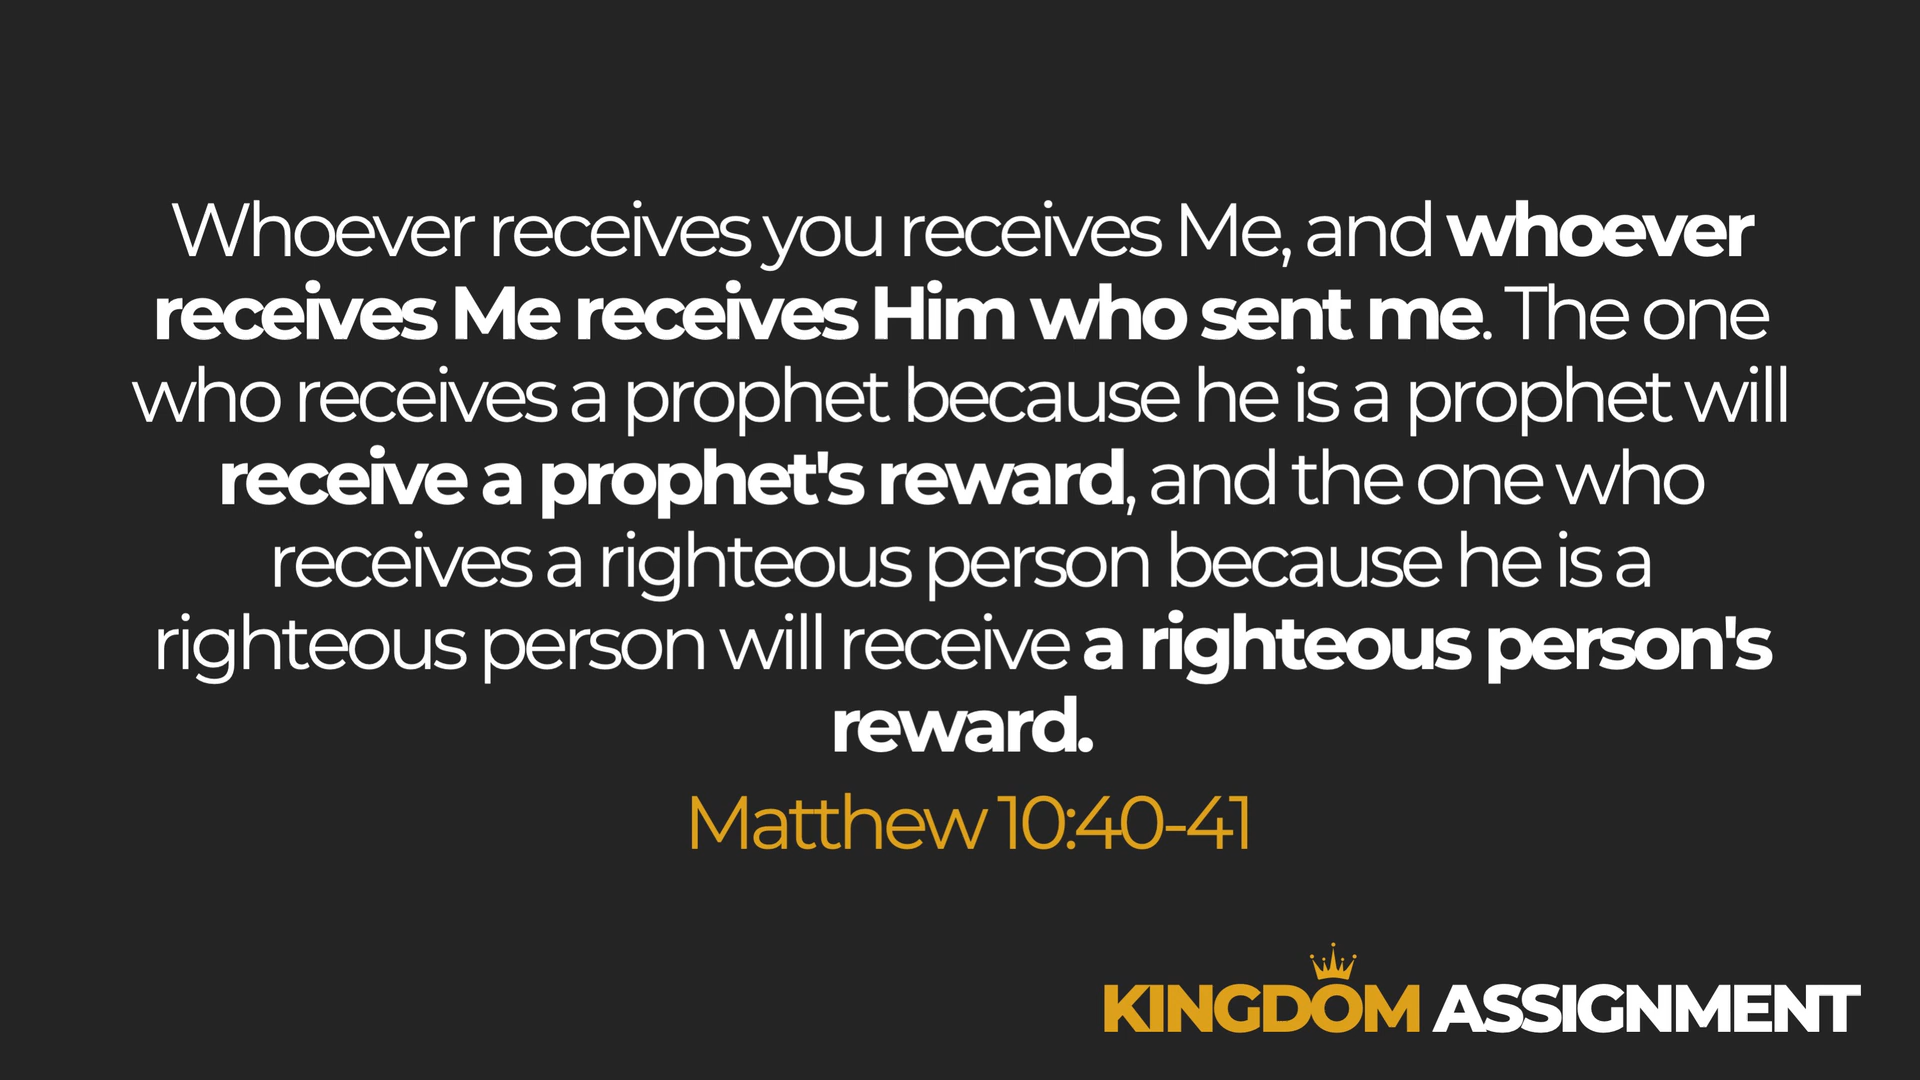 Whoever receives you receives Me, and whoever
receives Me receives Him who sent me. The one
who receives a prophet because he is a prophet will
receive a prophet's reward, and the one who
receives a righteous person because he is a
righteous person will receive a righteous person's
reward.
Matthew 10:40-41
KINGDOM ASSIGNMENT